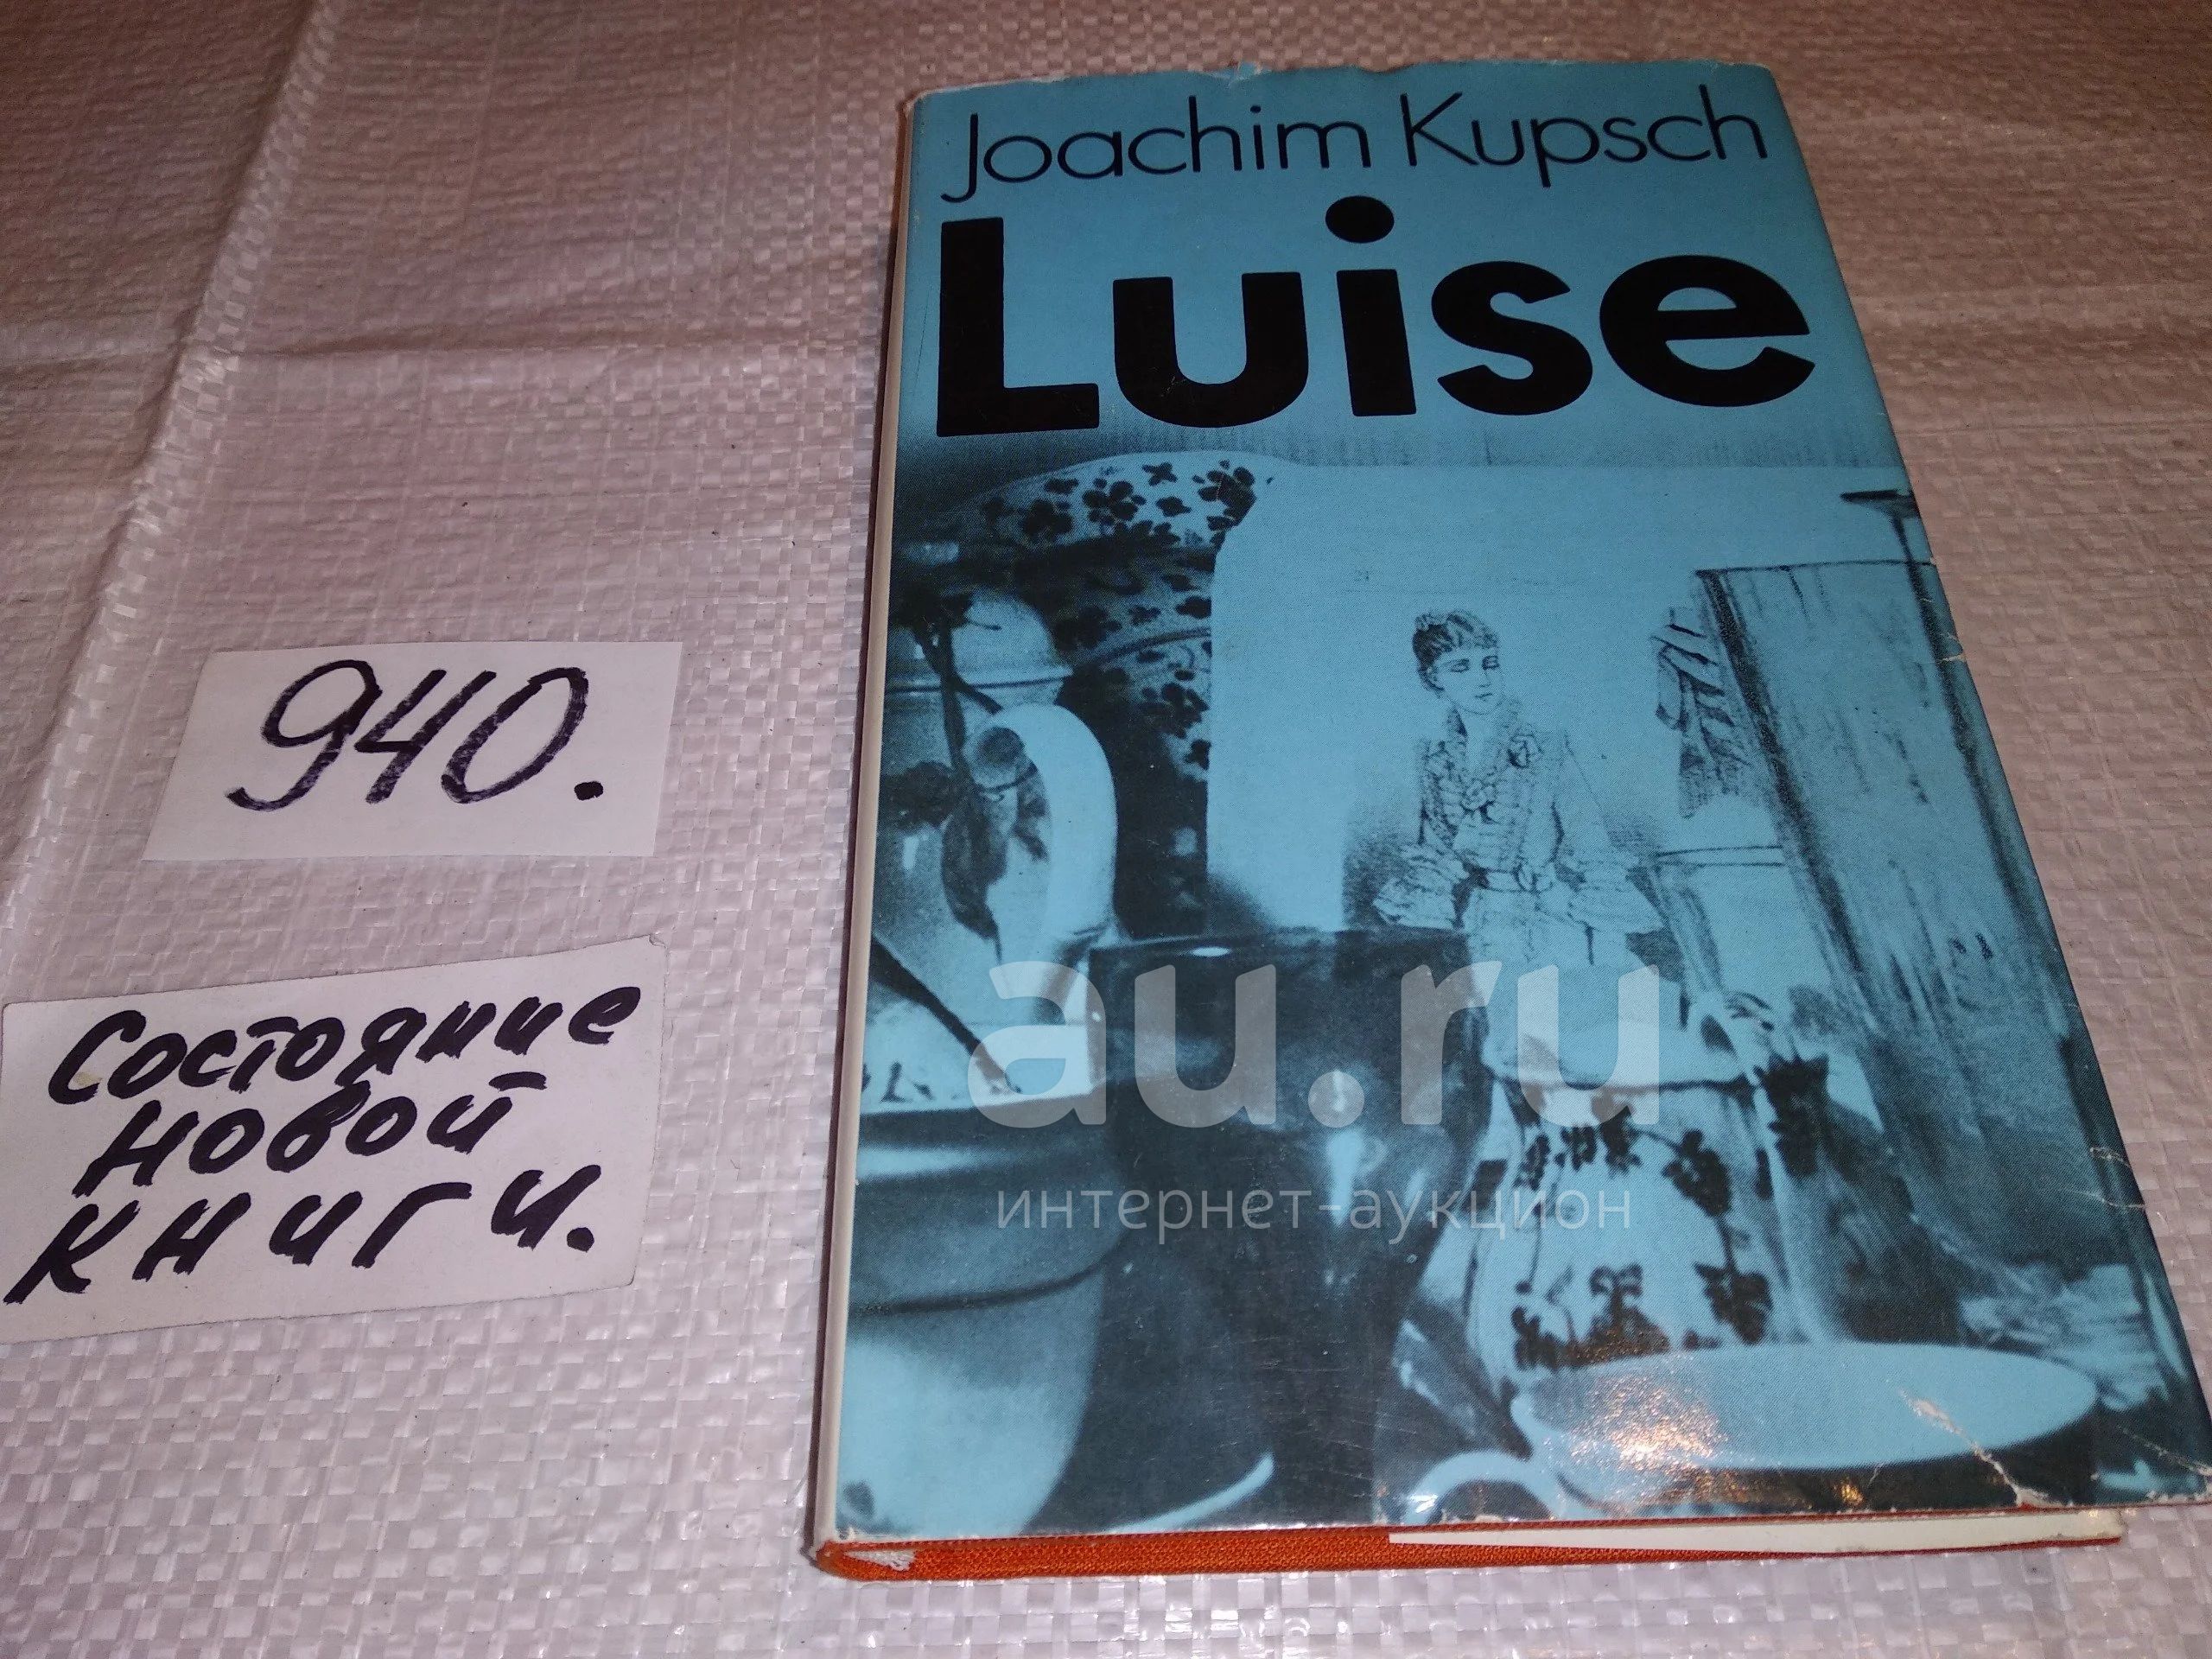 Joachim Kupsch
Luise
940.
Состояние
новой
книги.
au.ru
интернет-аукцион